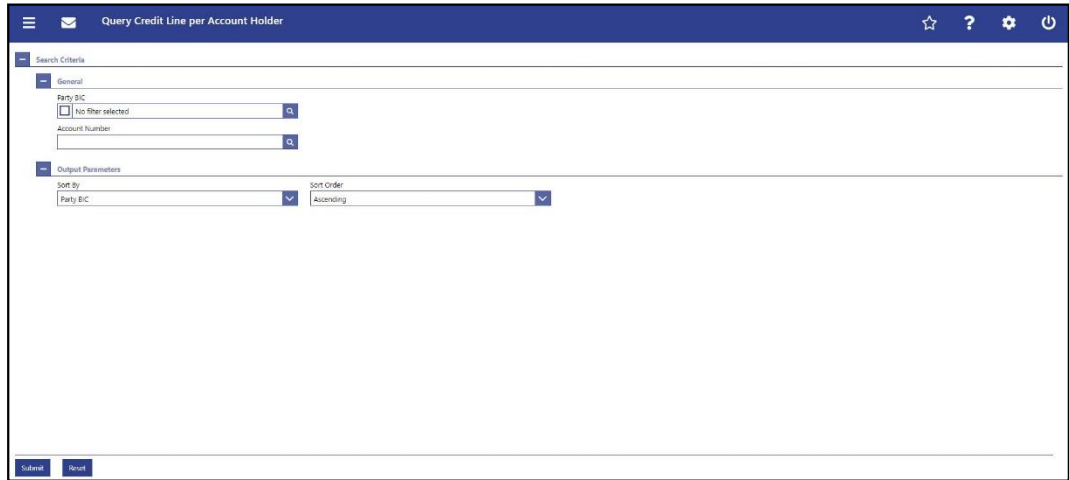 Query Credit Line per Account Holder
?
Search Criteria
General
Party BIC
No filter selected
Account Number
Output Parameters
Sort By Sort Order
Party BIC Ascending
Submit Reset